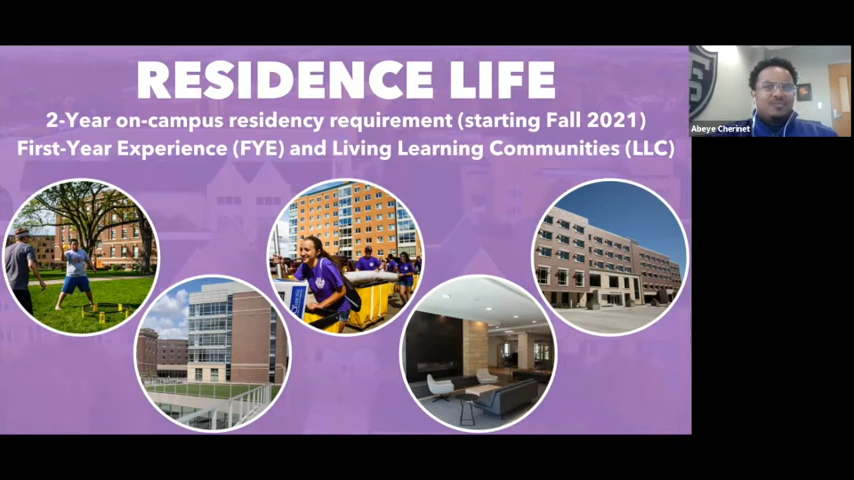 RESIDENCE LIFE
2-Year on-campus residency requirement (starting Fall 2021)
First-Year Experience (FYE) and Living Learning Communities (LLC)
Abeye Cherinet